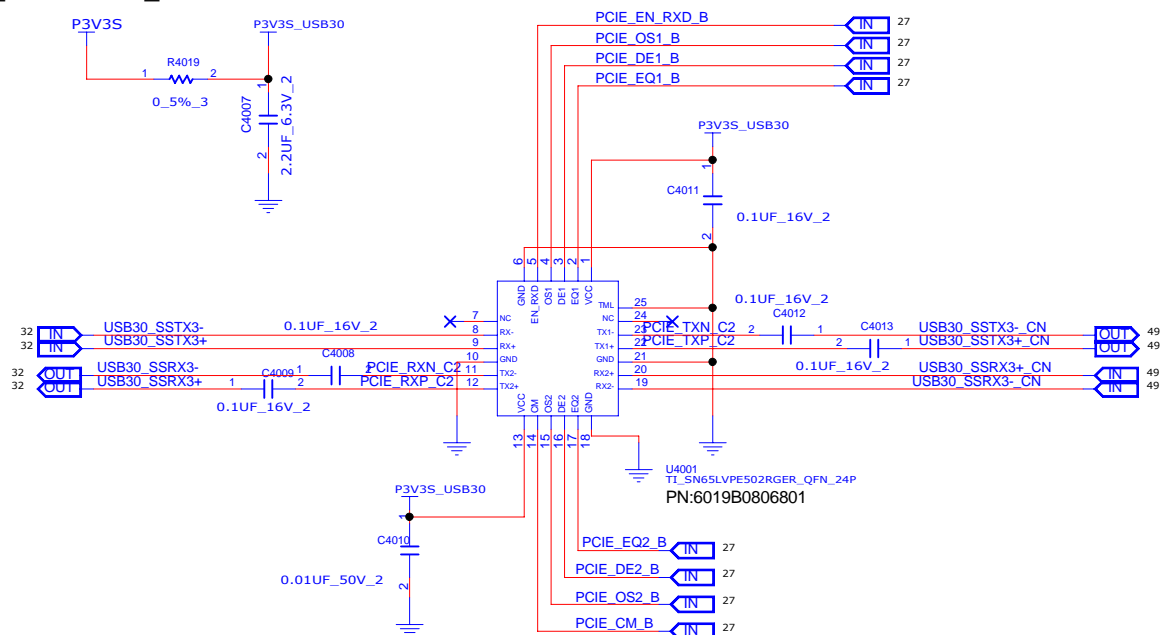 P3V3S
P3V3S_USB30
R4019
1
2
0_5%_3
1
C4007
2.2UF_6.3V_2
2
PCIE_EN_RXD_B
IN
27
PCIE_OS1_B
IN
27
PCIE_DE1_B
IN
27
PCIE_EQ1_B
IN
27
P3V3S_USB30
1
C4011
0.1UF_16V_2
2
6
5
4
3
2
1
GND
EN_RXD
OS1
DE1
EQ1
VCC
32
IN
USB30_SSTX3-
0.1UF_16V_2
32
IN
USB30_SSTX3+
32
OUT
USB30_SSRX3-
C4008
2
PCIE_RXN_C2
32
OUT
USB30_SSRX3+
1
C4009
2
PCIE_RXP_C2
0.1UF_16V_2
7
NC
8
RX-
9
RX+
10
GND
11
TX2-
12
TX2+
TML
25
NC
24
TX1-
23
TX1+
22
GND
21
RX2+
20
RX2-
19
PCIE_TXN_C2
0.1UF_16V_2
C4012
2
1
USB30_SSTX3-_CN
OUT
49
PCIE_TXP_C2
2
C4013
1
USB30_SSTX3+_CN
OUT
49
0.1UF_16V_2
USB30_SSRX3+_CN
IN
49
USB30_SSRX3-_CN
IN
49
VCC
CM
OS2
DE2
EQ2
GND
13
14
15
16
17
18
U4001
TI_SN65LVPE502RGER_QFN_24P
PN:6019B0806801
P3V3S_USB30
1
C4010
0.01UF_50V_2
2
PCIE_EQ2_B
IN
27
PCIE_DE2_B
IN
27
PCIE_OS2_B
IN
27
PCIE_CM_B
IN
27